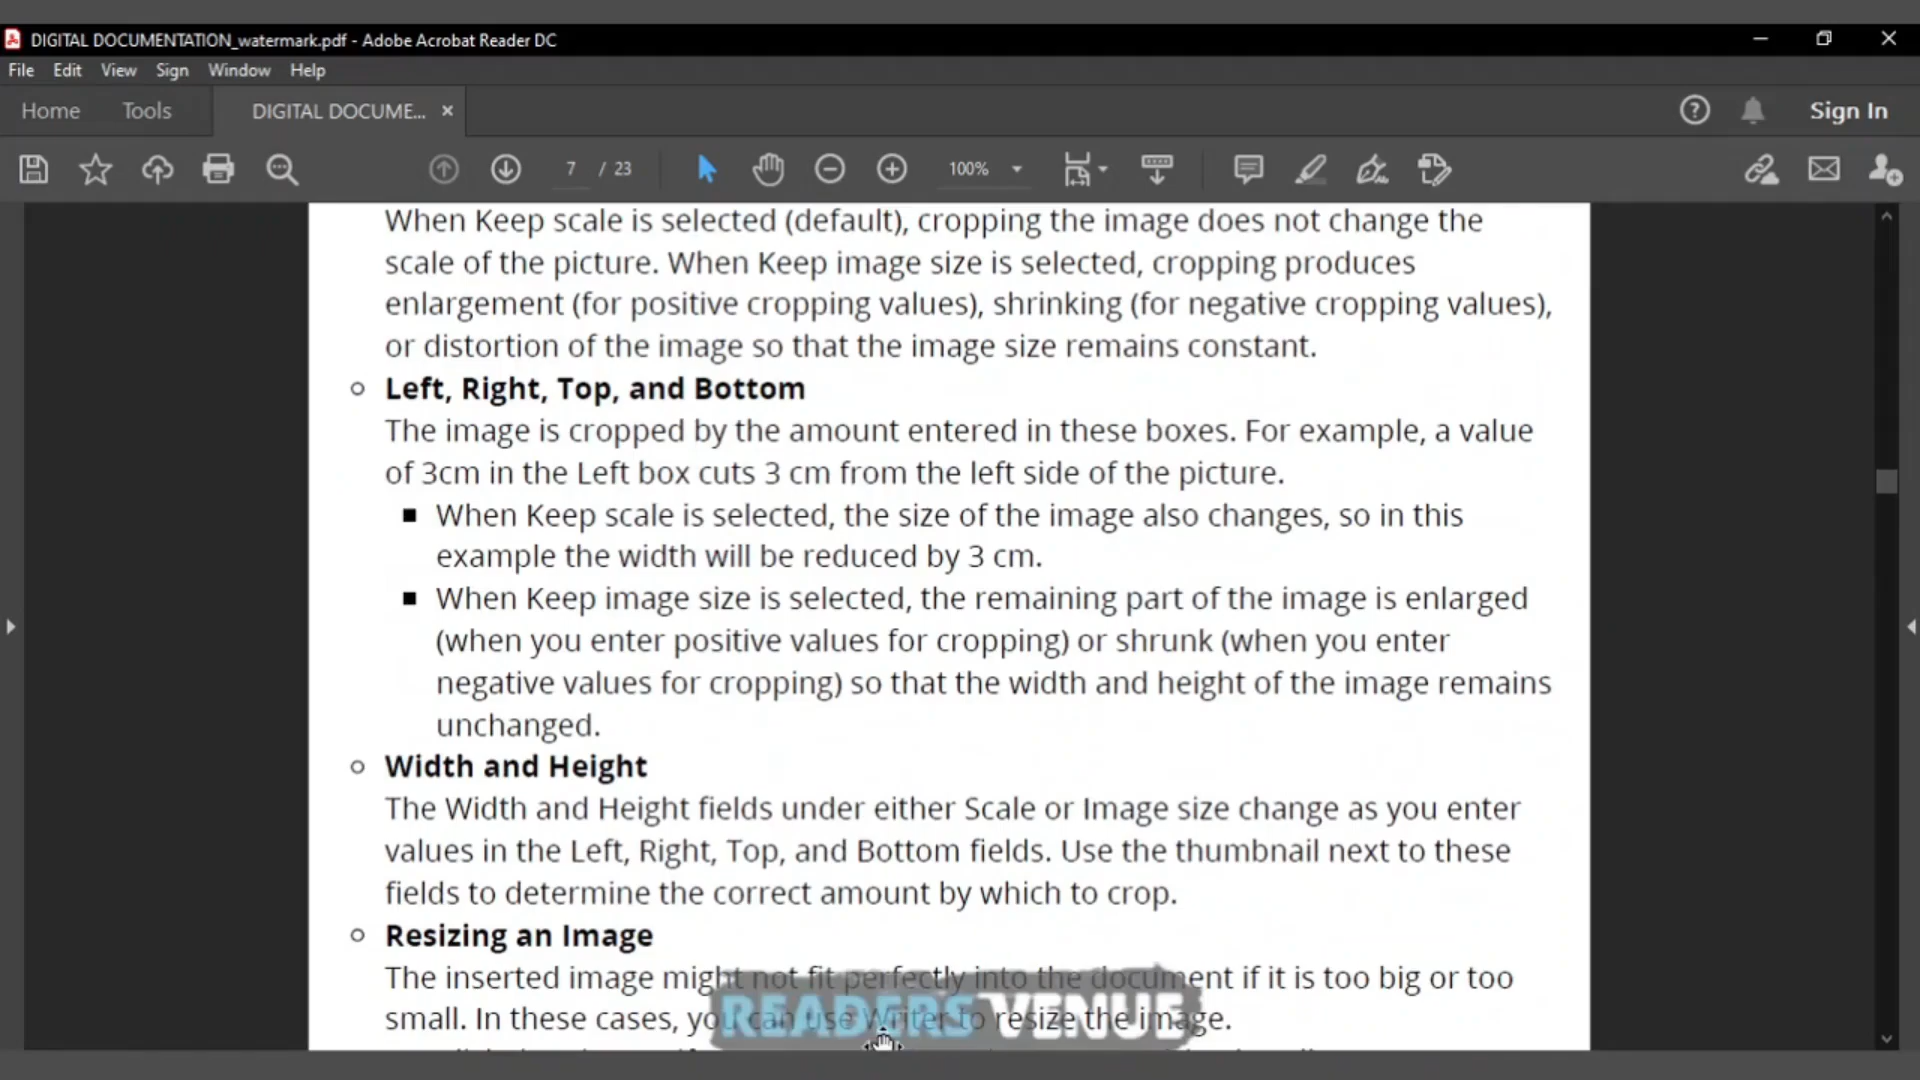 DIGITAL DOCUMENTATION_watermark.pdf - Adobe Acrobat Reader DC
File Edit View Sign Window Help
Home Tools DIGITAL DOCUME... × Sign In
7 / 23 100%
When Keep scale is selected (default), cropping the image does not change the
scale of the picture. When Keep image size is selected, cropping produces
enlargement (for positive cropping values), shrinking (for negative cropping values),
or distortion of the image so that the image size remains constant.
Left, Right, Top, and Bottom
The image is cropped by the amount entered in these boxes. For example, a value
of 3cm in the Left box cuts 3 cm from the left side of the picture.
When Keep scale is selected, the size of the image also changes, so in this
example the width will be reduced by 3 cm.
When Keep image size is selected, the remaining part of the image is enlarged
(when you enter positive values for cropping) or shrunk (when you enter
negative values for cropping) so that the width and height of the image remains
unchanged.
Width and Height
The Width and Height fields under either Scale or Image size change as you enter
values in the Left, Right, Top, and Bottom fields. Use the thumbnail next to these
fields to determine the correct amount by which to crop.
Resizing an Image
The inserted image might not fit perfectly into the document if it is too big or too
small. In these cases, you can use Writer to resize the image.
READERS VENUE